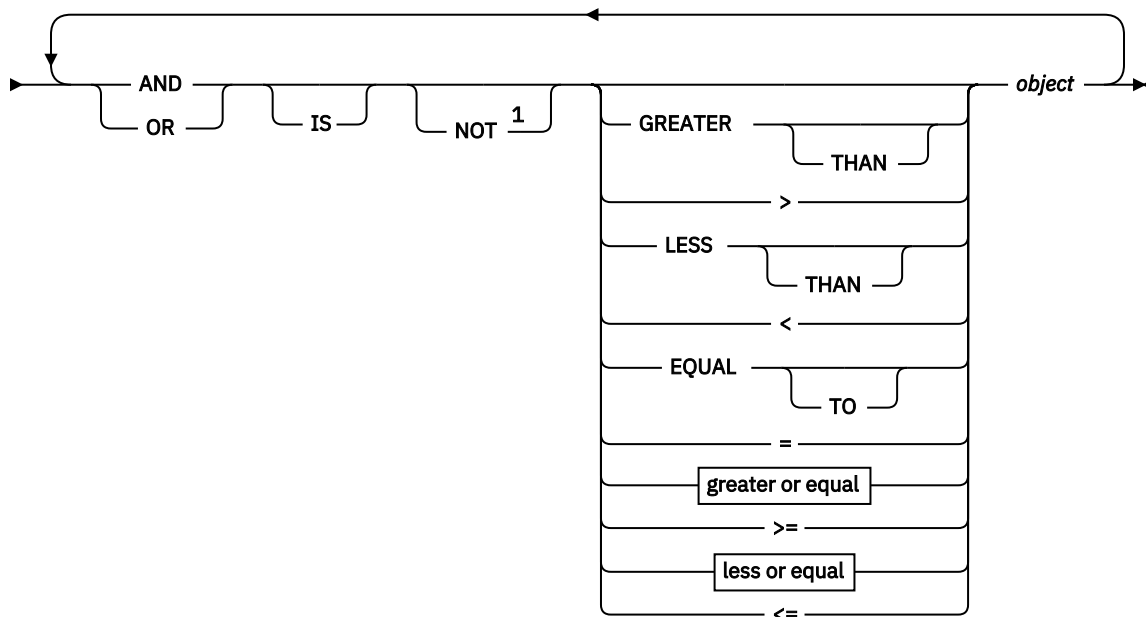 AND object
OR IS NOT 1 GREATER
THAN
>
LESS
THAN
<
EQUAL
TO
=
greater or equal
>=
less or equal
<=